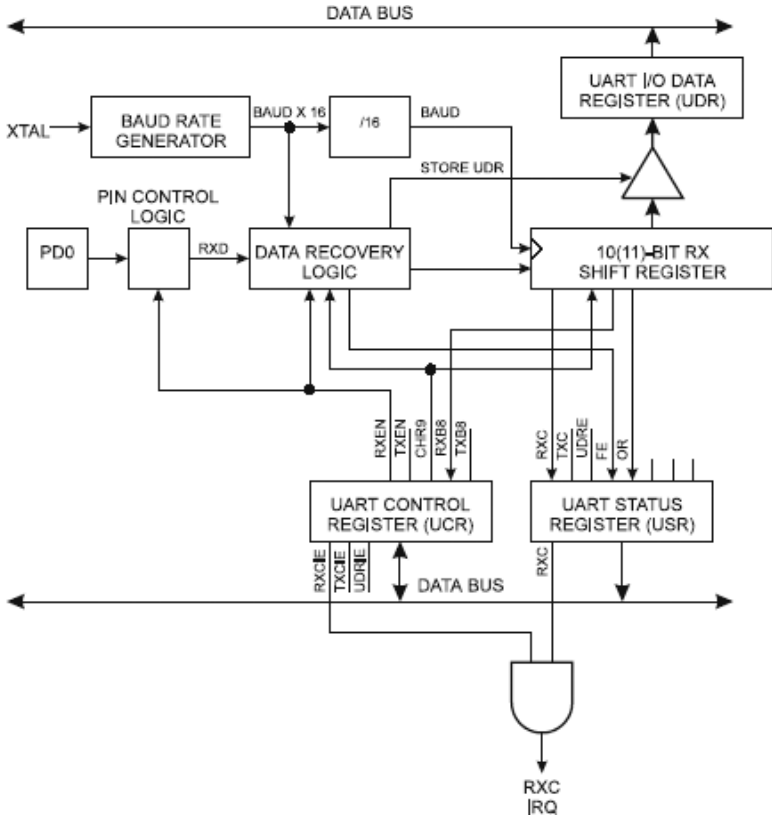 DATA BUS
UART I/O DATA
REGISTER (UDR)
BAUD RATE
GENERATOR
XTAL
BAUD X 16
/16
BAUD
STORE UDR
PIN CONTROL
LOGIC
PD0
RXD
DATA RECOVERY
LOGIC
10(11)-BIT RX
SHIFT REGISTER
RXEN
TXEN
CHR9
RXB8
TXB8
RXC
TXC
UDRE
FE
OR
UART CONTROL
REGISTER (UCR)
UART STATUS
REGISTER (USR)
RXCIE
TXCIE
UDRIE
RXC
DATA BUS
RXC
IRQ